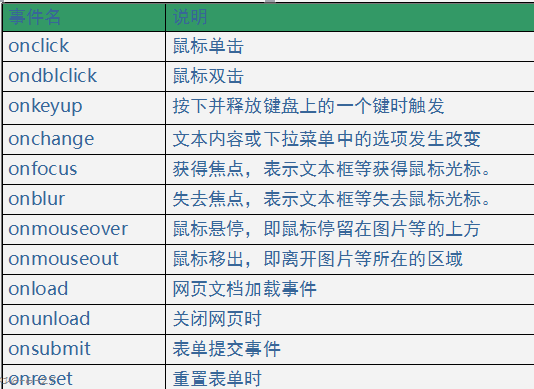 事件名 说明
onclick 鼠标单击
ondblclick 鼠标双击
onkeyup 按下并释放键盘上的一个键时触发
onchange 文本内容或下拉菜单中的选项发生改变
onfocus 获得焦点，表示文本框等获得鼠标光标。
onblur 失去焦点，表示文本框等失去鼠标光标。
onmouseover 鼠标悬停，即鼠标停留在图片等的上方
onmouseout 鼠标移出，即离开图片等所在的区域
onload 网页文档加载事件
onunload 关闭网页时
onsubmit 表单提交事件
onreset 重置表单时